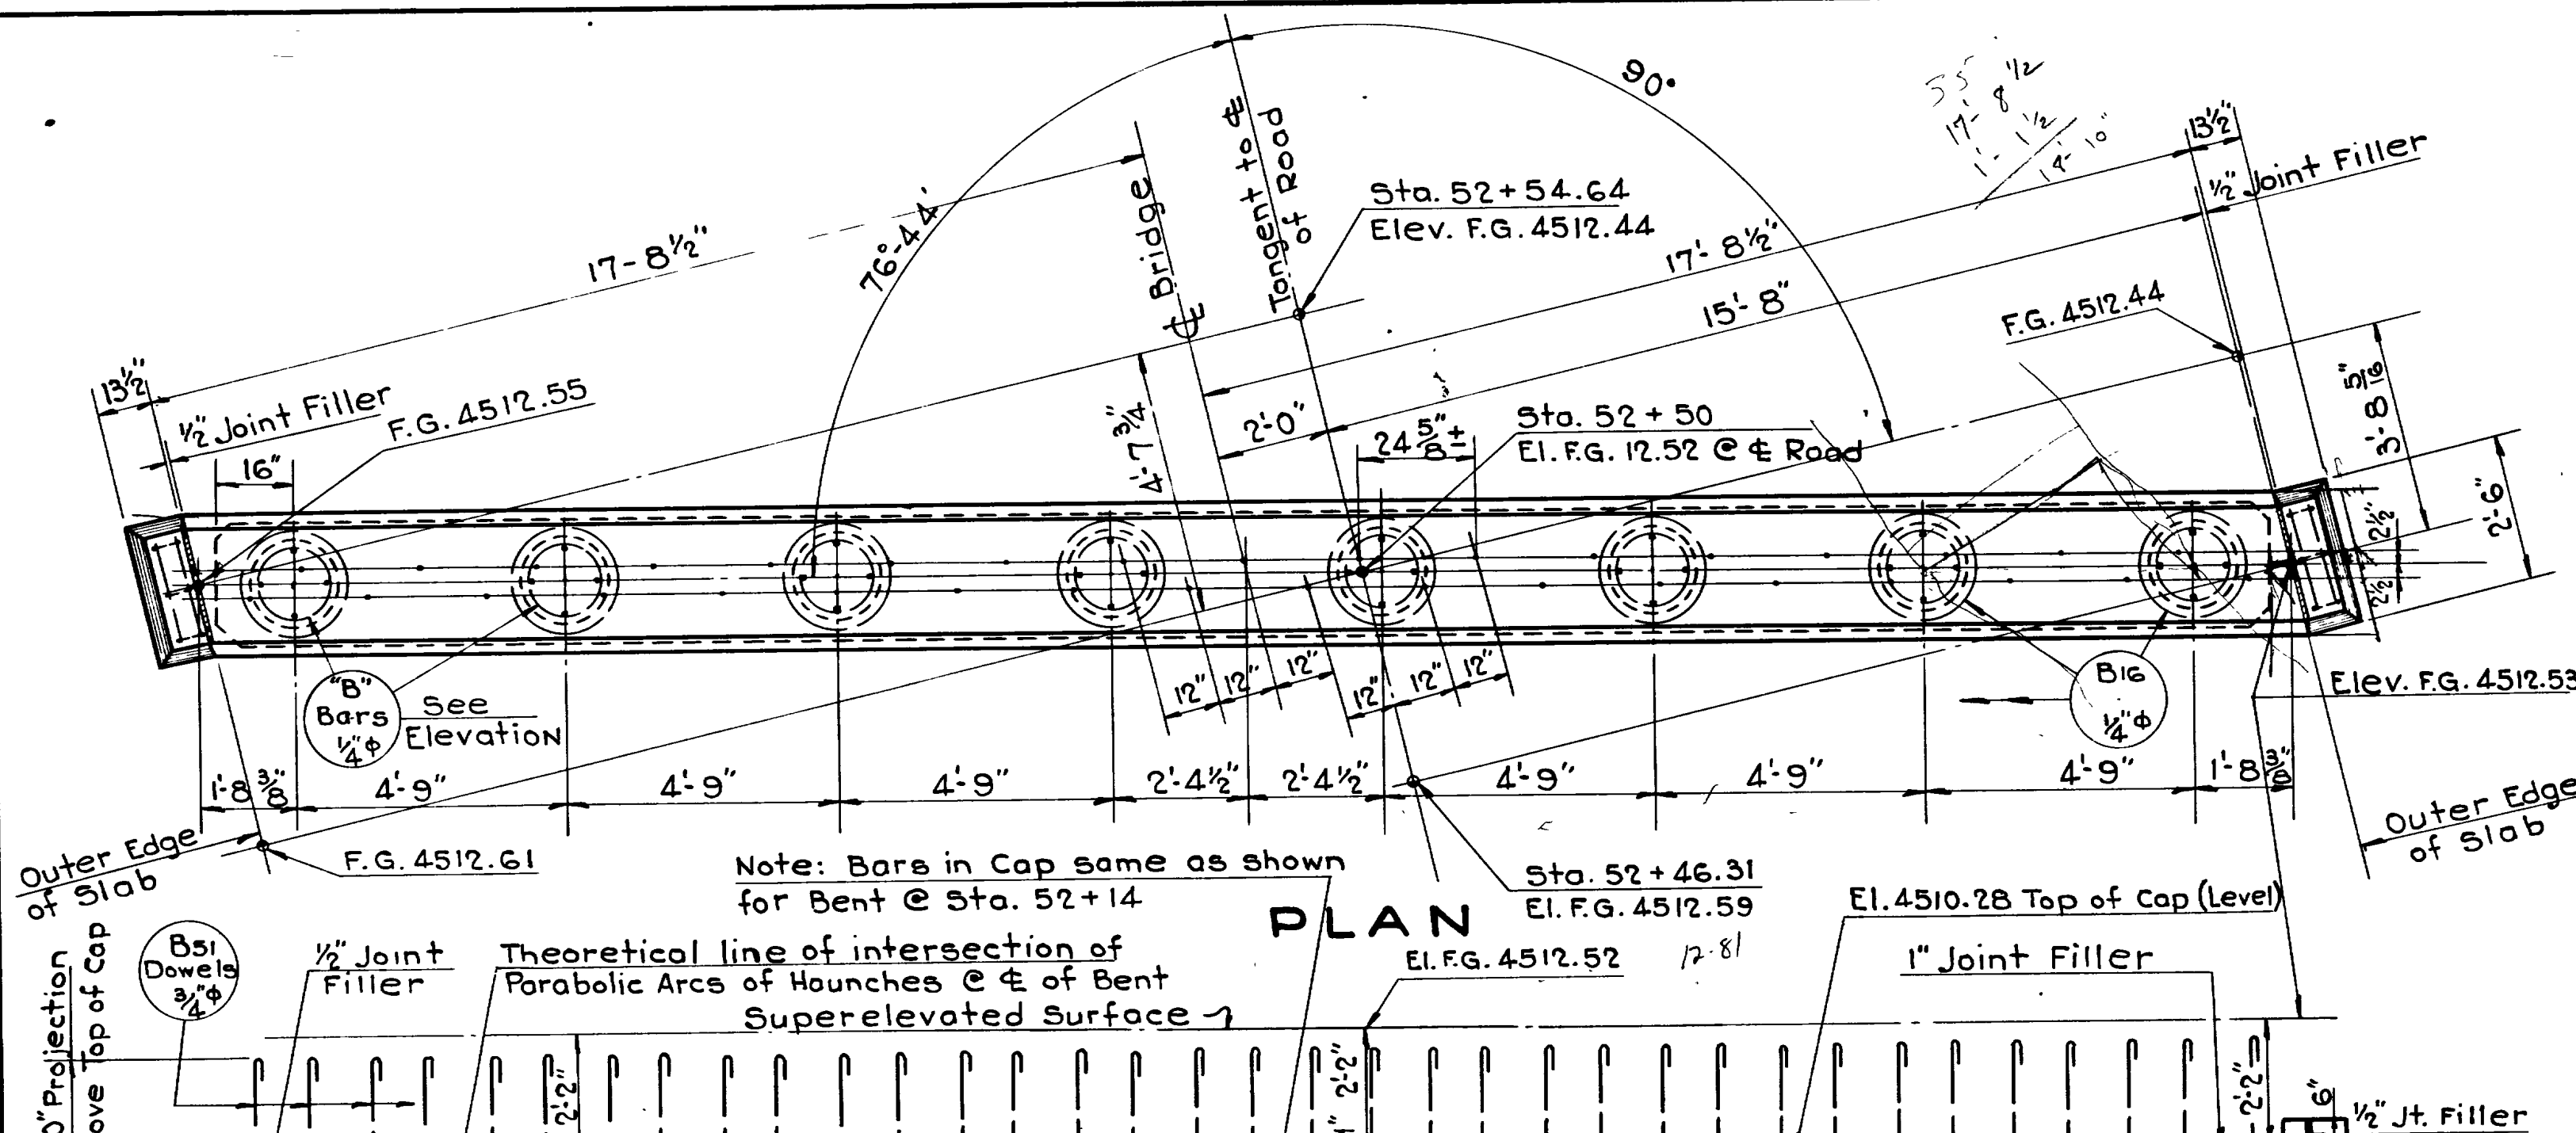 76°-44'
90°
17-8½"
₵ Bridge
Tangent to ₵
of Road
Sta. 52+54.64
Elev. F.G. 4512.44
55
17'-8 1/2
1'-1 1/2
14'-10"
13½"
½" Joint Filler
17'-8½"
15'-8"
F.G. 4512.44
3'-8 5/16"
2'-6"
2½"
2½"
13½"
½" Joint Filler
F.G. 4512.55
16"
4'-7¾"
2'-0"
24⅝"±
Sta. 52+50
El. F.G. 12.52 @ ₵ Road
12"
12"
12"
12"
12"
12"
"B"
Bars
¼"φ
See
Elevation
B16
¼"φ
Elev. F.G. 4512.53
1'-8⅜"
4'-9"
4'-9"
4'-9"
2'-4½"
2'-4½"
4'-9"
4'-9"
4'-9"
1'-8⅜"
Outer Edge
of Slab
F.G. 4512.61
Outer Edge
of Slab
Note: Bars in Cap same as shown
for Bent @ Sta. 52+14
PLAN
Sta. 52+46.31
El. F.G. 4512.59
El. 4510.28 Top of Cap (Level)
B51
Dowels
¾"φ
½" Joint
Filler
Theoretical line of intersection of
Parabolic Arcs of Haunches @ ₵ of Bent
Superelevated Surface
El. F.G. 4512.52
12.81
1" Joint Filler
0" Projection
ove Top of Cap
2'-2"
2'-2"
2'-2"
6"
½" Jt. Filler